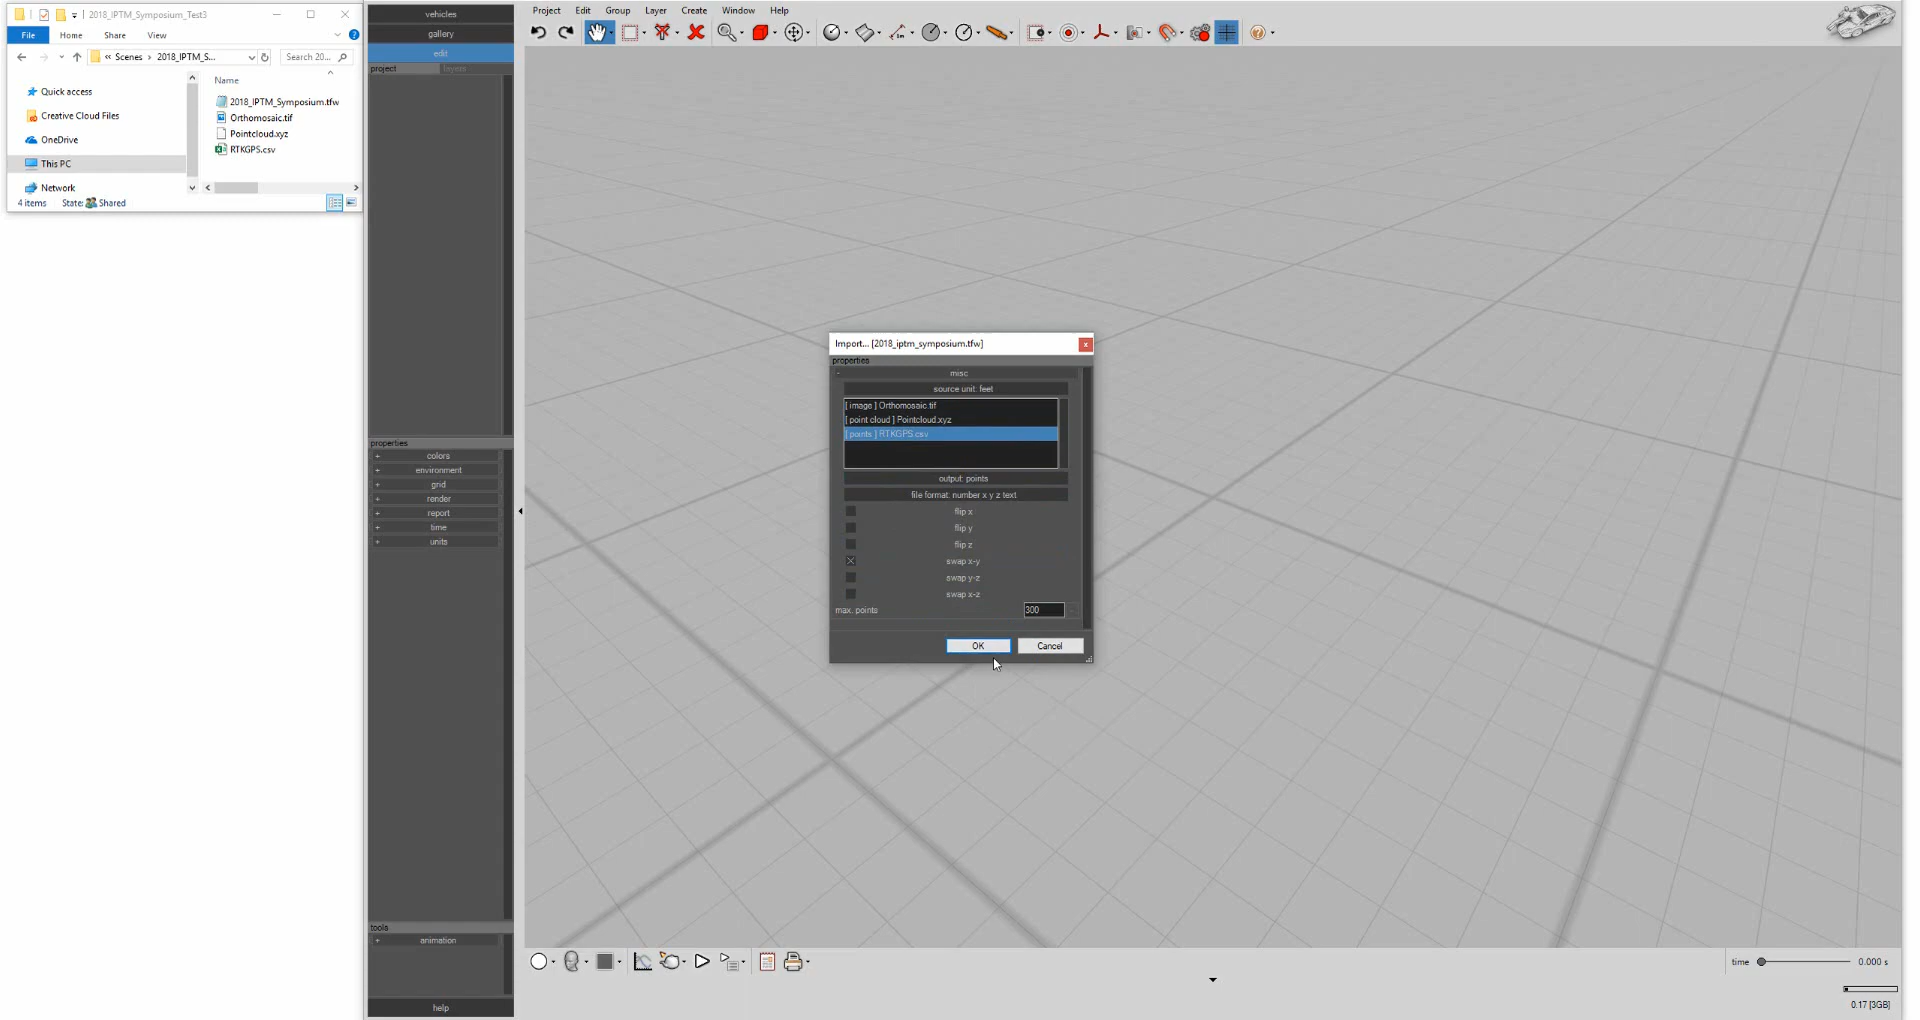 2018_IPTM_Symposium_Test3
File Home Share View
« Scenes › 2018_IPTM_S... Search 20...
Name
Quick access
Creative Cloud Files
OneDrive
This PC
Network
2018_IPTM_Symposium.tfw
Orthomosaic.tif
Pointcloud.xyz
RTKGPS.csv
4 items State: Shared
vehicles
gallery
edit
project layers
properties
+ colors
+ environment
+ grid
+ render
+ report
+ time
+ units
tools
+ animation
help
Project Edit Group Layer Create Window Help
Import... [2018_iptm_symposium.tfw]
x
properties
- misc
source unit: feet
[ image ] Orthomosaic.tif
[ point cloud ] Pointcloud.xyz
[ points ] RTKGPS.csv
output: points
file format: number x y z text
flip x
flip y
flip z
swap x-y
swap y-z
swap x-z
max. points 300
OK Cancel
time 0.000 s
0.17 [3GB]